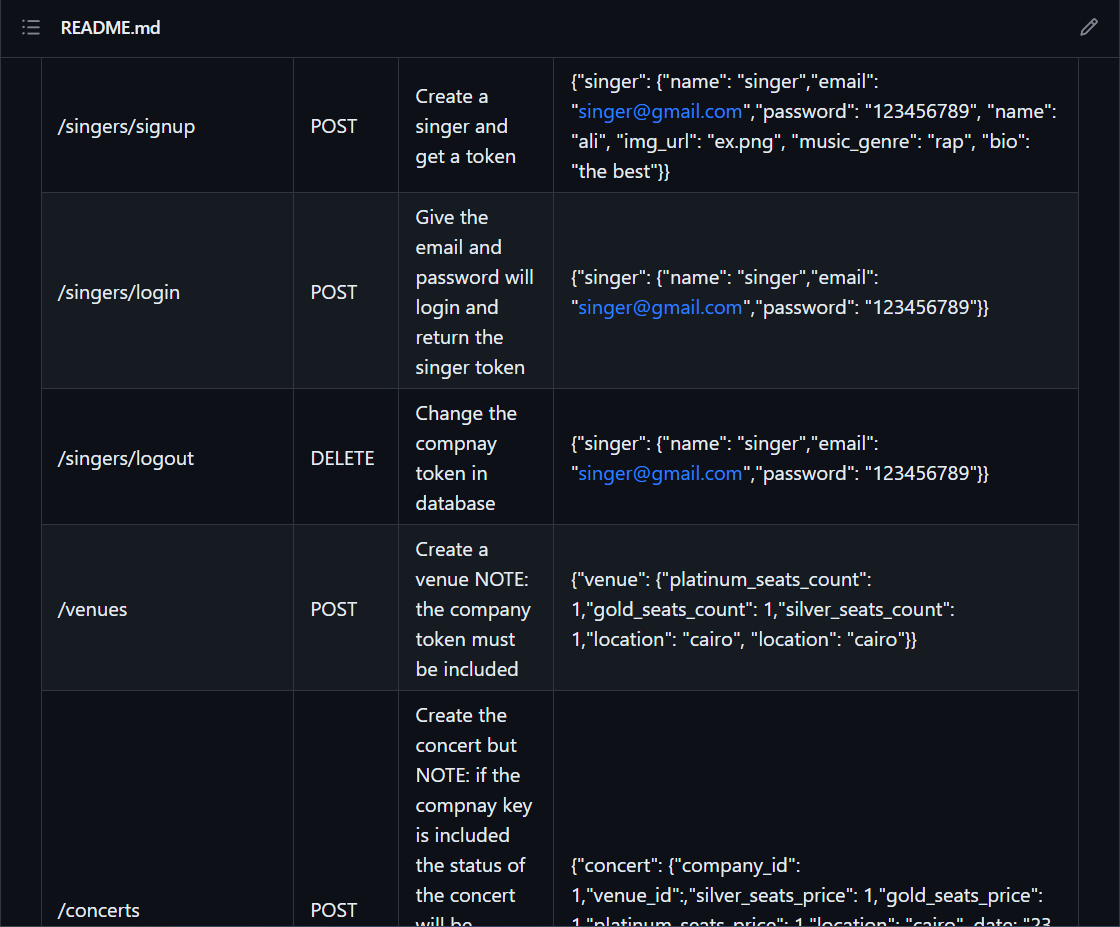 README.md
/singers/signup
POST
Create a
singer and
get a token
{"singer": {"name": "singer","email":
"singer@gmail.com","password": "123456789", "name":
"ali", "img_url": "ex.png", "music_genre": "rap", "bio":
"the best"}}
/singers/login
POST
Give the
email and
password will
login and
return the
singer token
{"singer": {"name": "singer","email":
"singer@gmail.com","password": "123456789"}}
/singers/logout
DELETE
Change the
compnay
token in
database
{"singer": {"name": "singer","email":
"singer@gmail.com","password": "123456789"}}
/venues
POST
Create a
venue NOTE:
the company
token must
be included
{"venue": {"platinum_seats_count":
1,"gold_seats_count": 1,"silver_seats_count":
1,"location": "cairo", "location": "cairo"}}
/concerts
POST
Create the
concert but
NOTE: if the
compnay key
is included
the status of
the concert
will be
{"concert": {"company_id":
1,"venue_id":,"silver_seats_price": 1,"gold_seats_price":
1,"platinum_seats_price": 1,"location": "cairo", date: "23